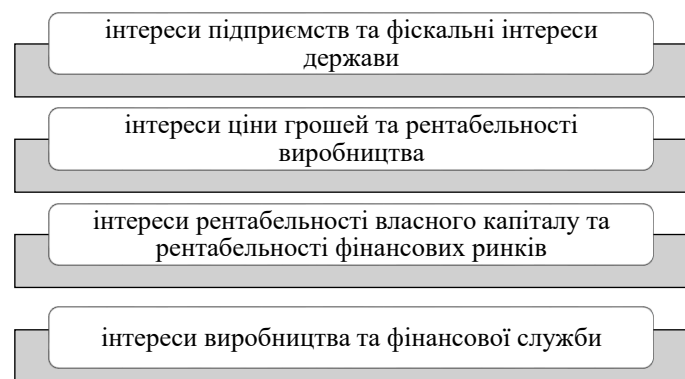 інтереси підприємств та фіскальні інтереси
держави
інтереси ціни грошей та рентабельності
виробництва
інтереси рентабельності власного капіталу та
рентабельності фінансових ринків
інтереси виробництва та фінансової служби